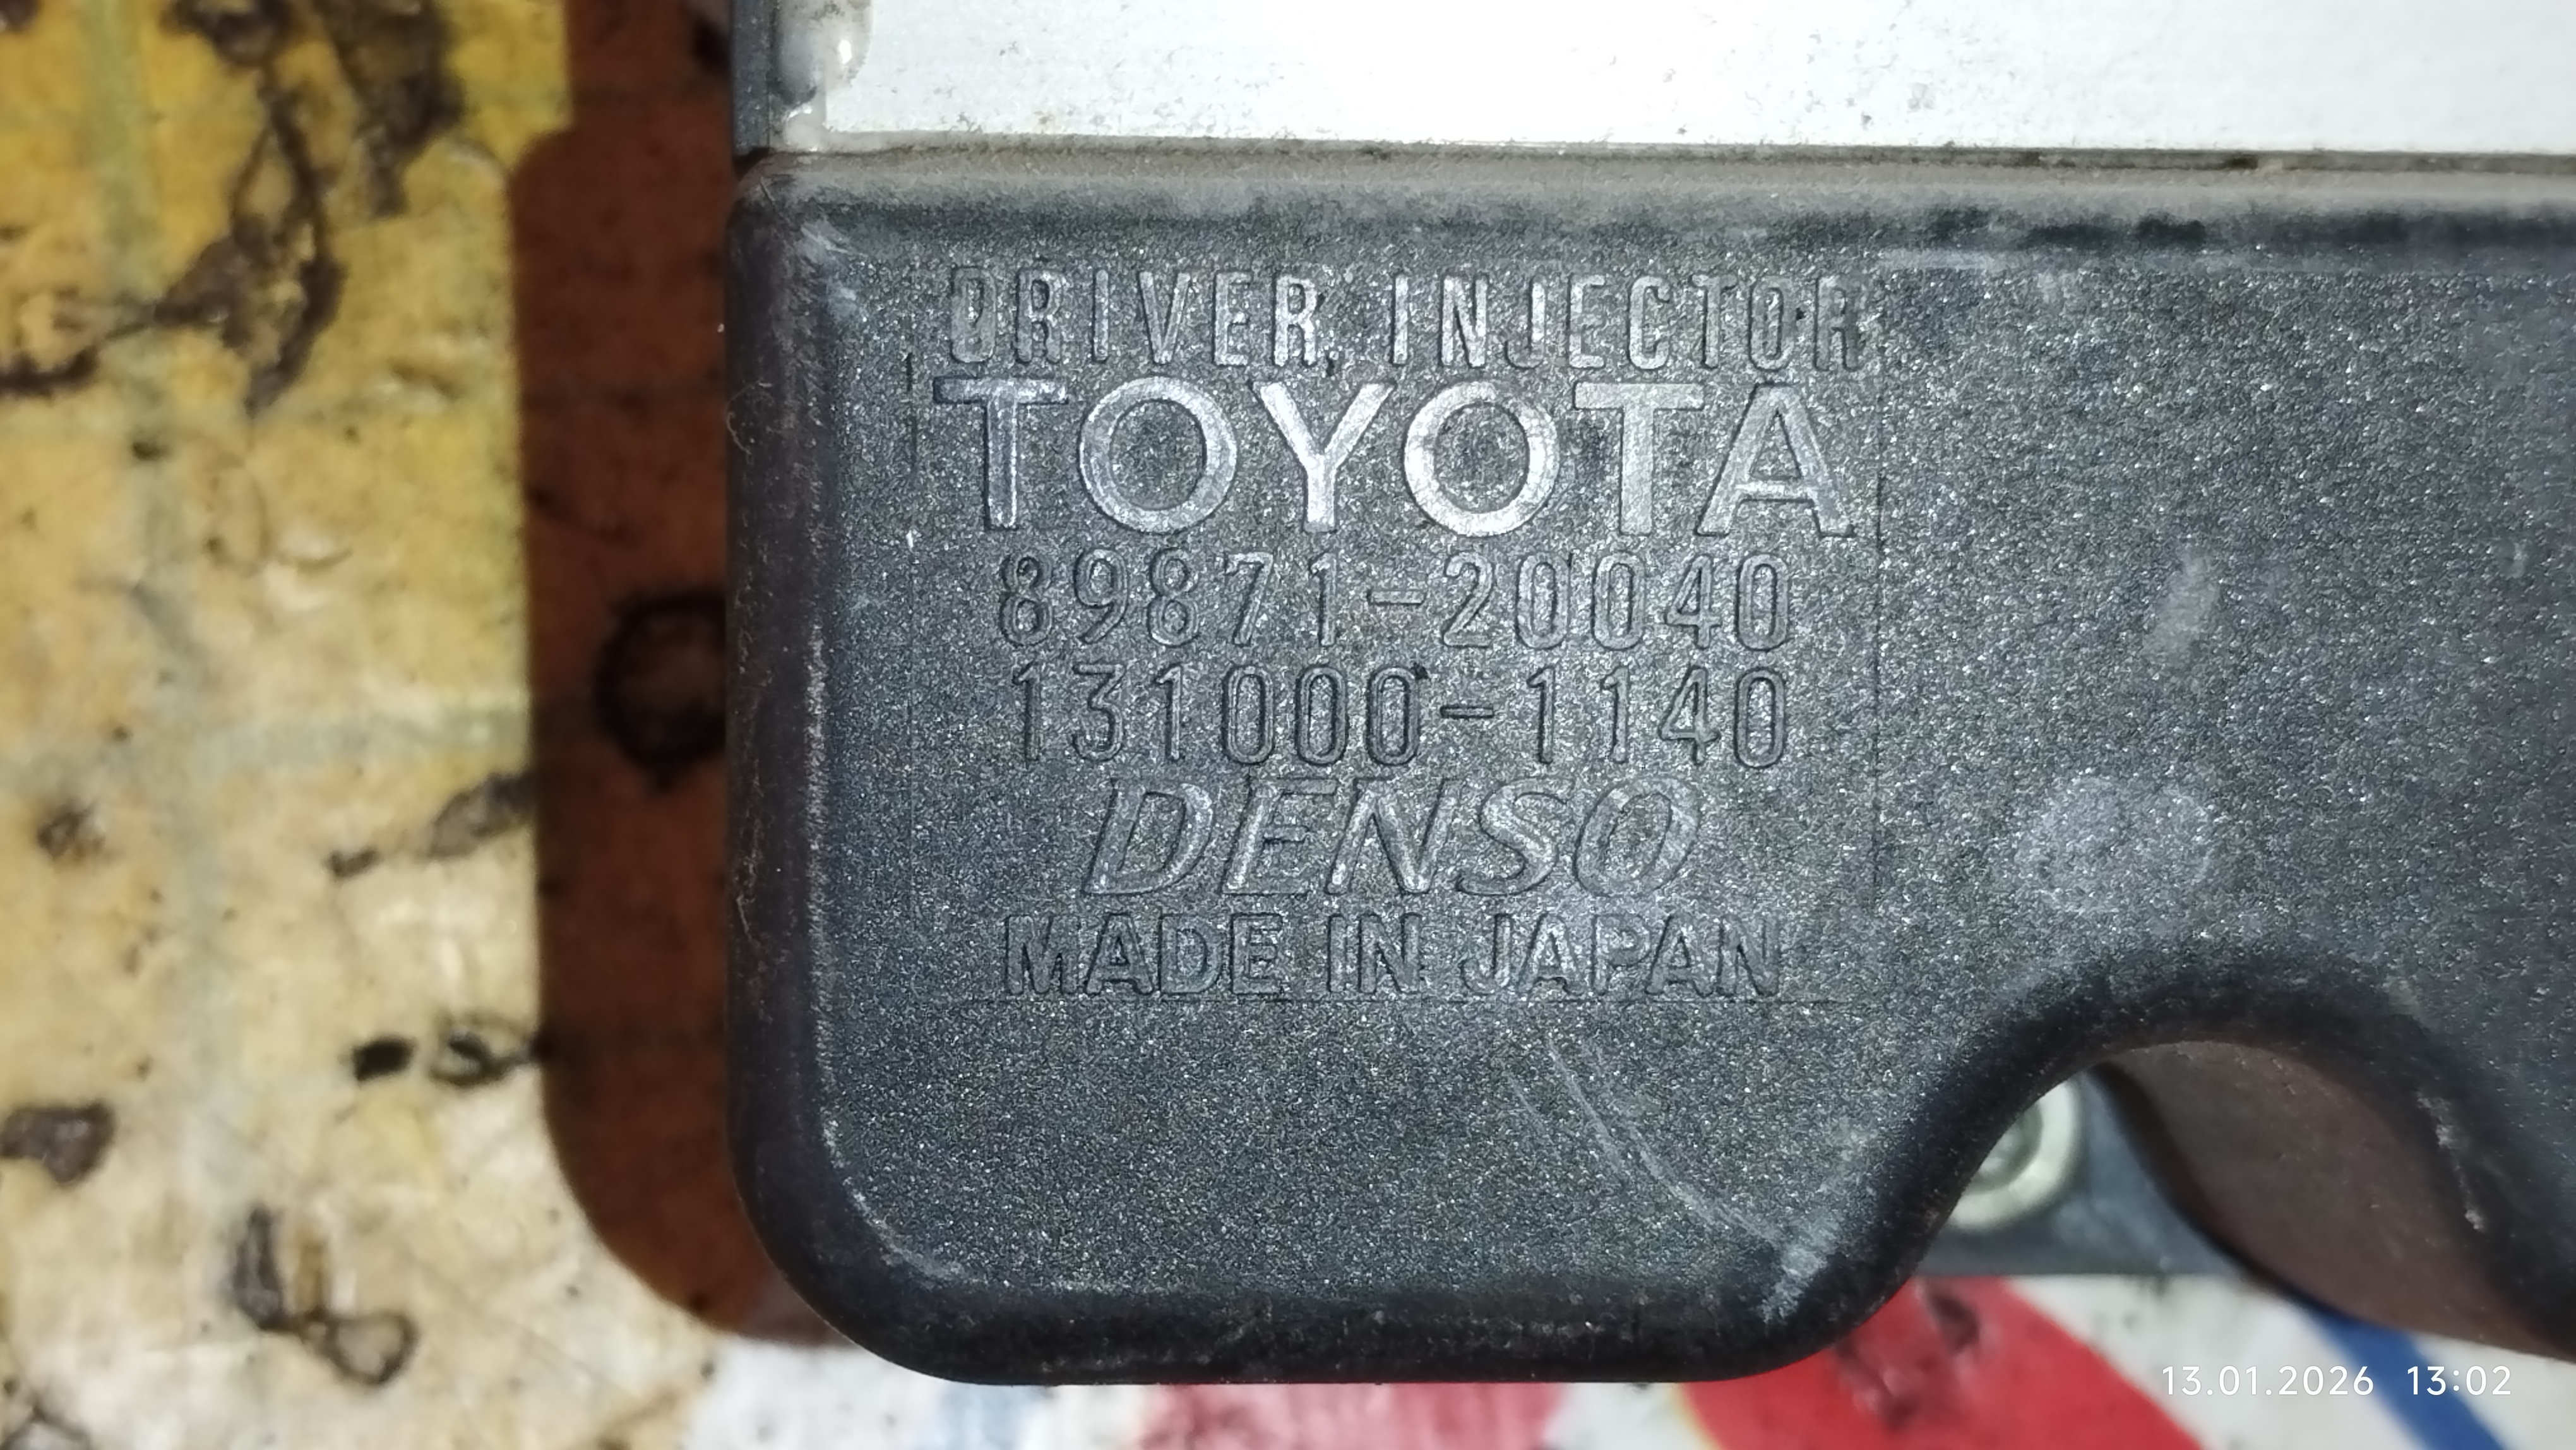 DRIVER, INJECTOR
TOYOTA
89871-20040
131000-1140
DENSO
MADE IN JAPAN
13.01.2026 13:02